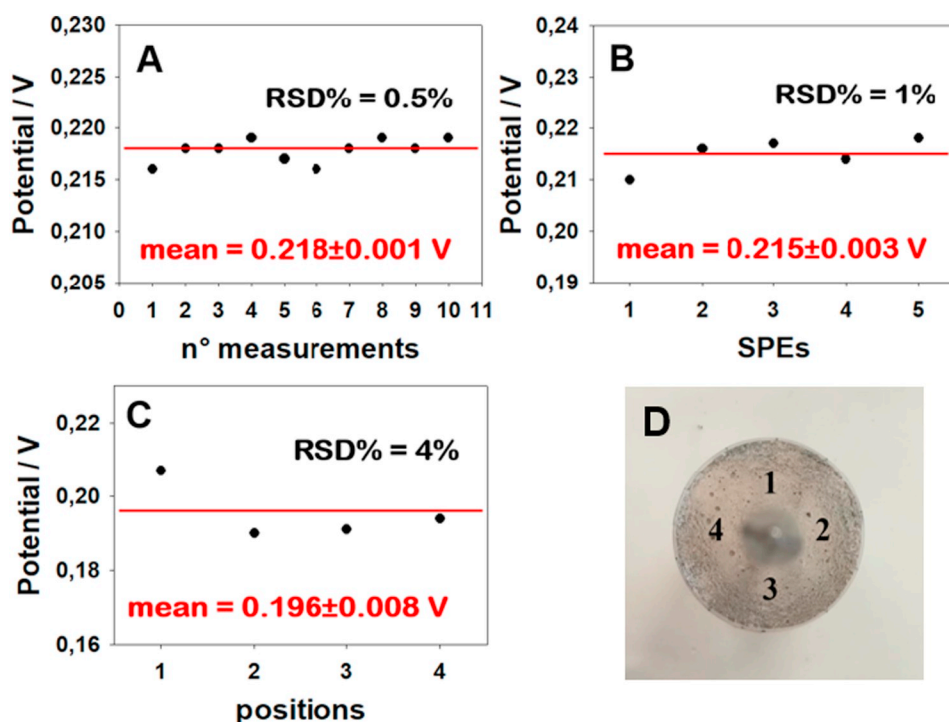 A
RSD% = 0.5%
mean = 0.218±0.001 V
Potential / V
0,230
0,225
0,220
0,215
0,210
0,205
0 1 2 3 4 5 6 7 8 9 10 11
n° measurements
B
RSD% = 1%
mean = 0.215±0.003 V
Potential / V
0,24
0,23
0,22
0,21
0,20
0,19
1 2 3 4 5
SPEs
C
RSD% = 4%
mean = 0.196±0.008 V
Potential / V
0,22
0,20
0,18
0,16
1 2 3 4
positions
D
1
4 2
3